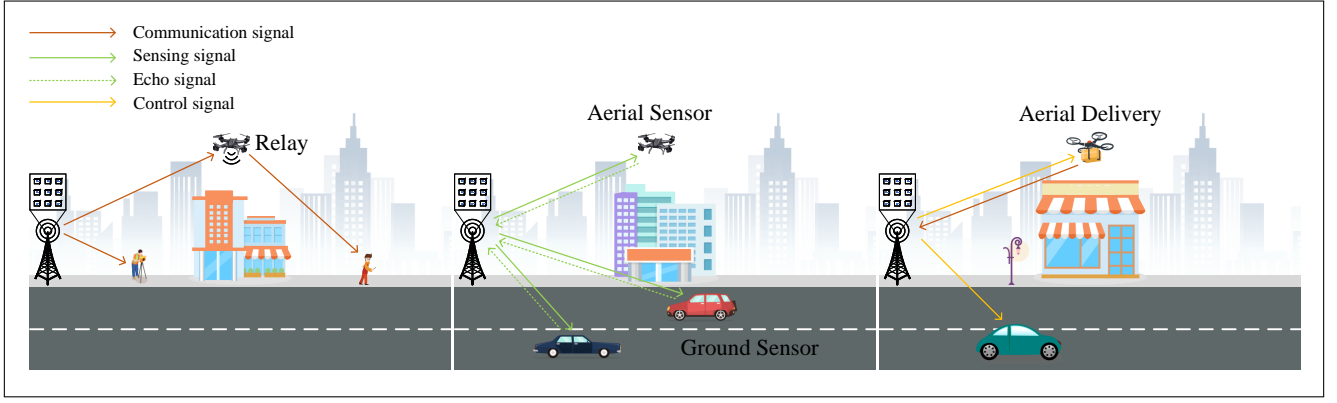 Communication signal
Sensing signal
Echo signal
Control signal
Relay
Aerial Sensor
Aerial Delivery
Ground Sensor